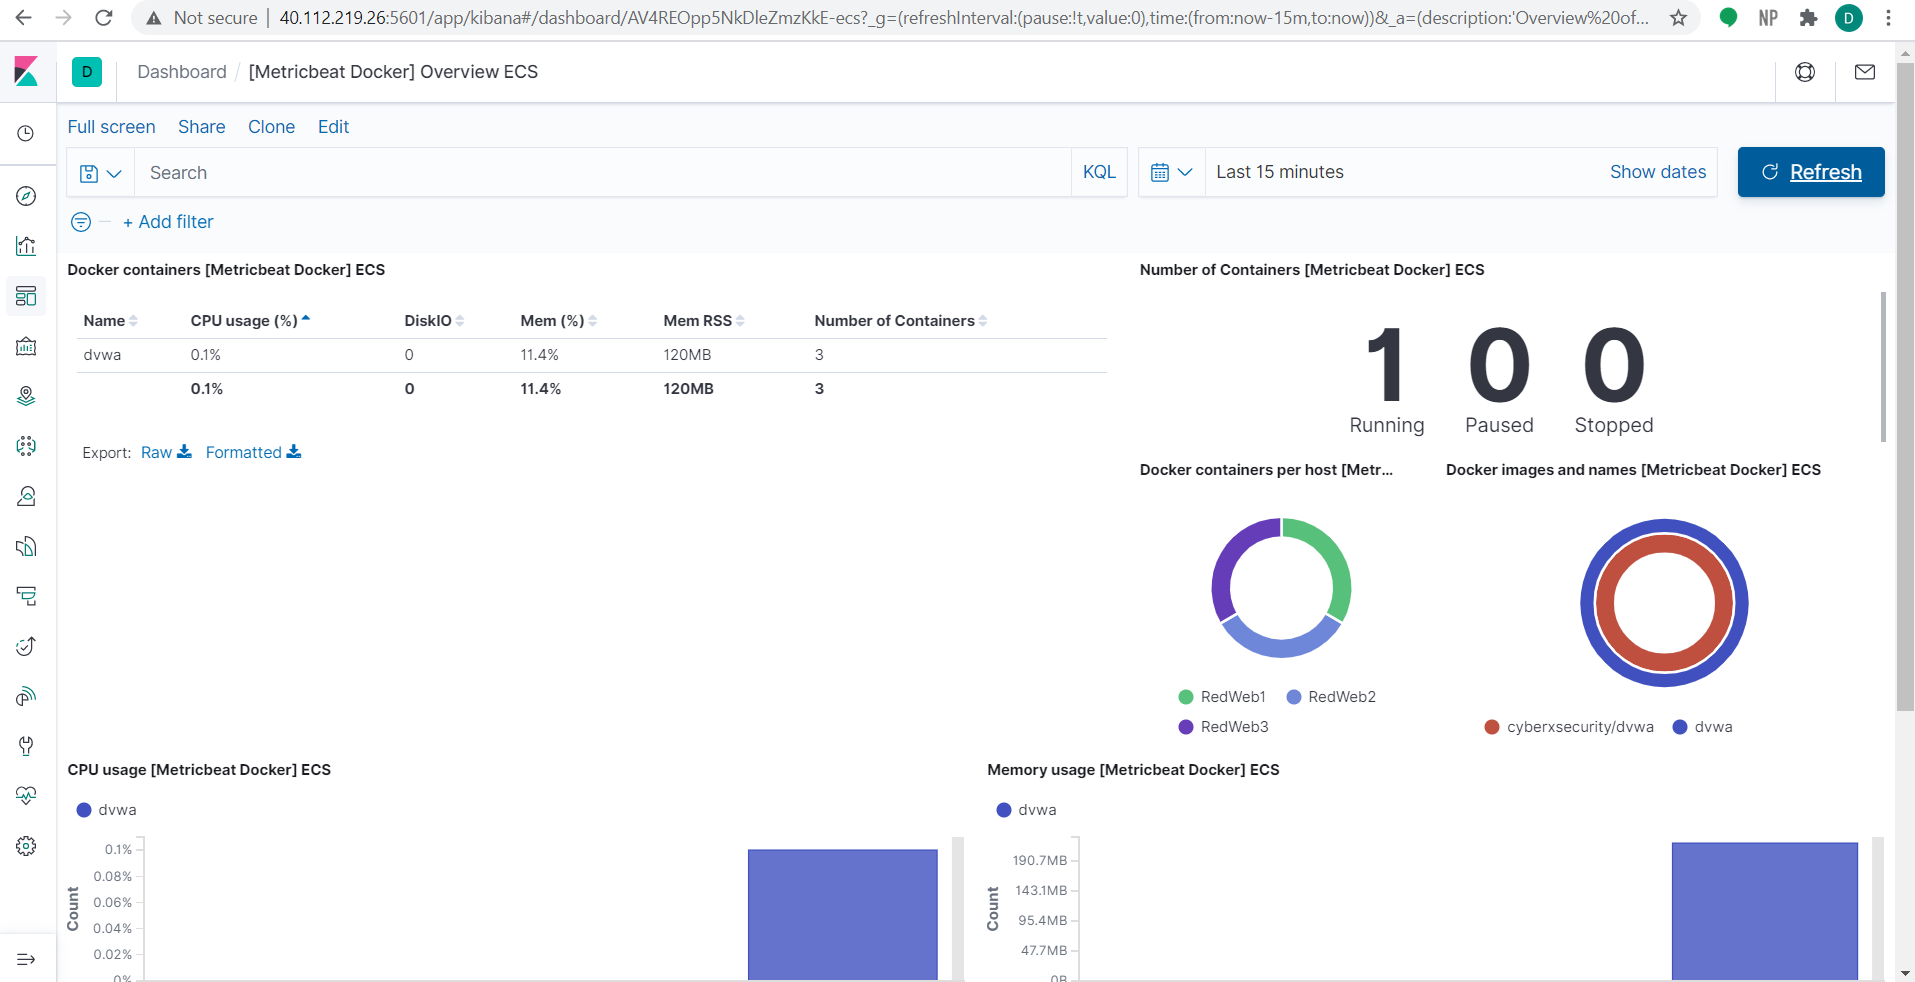 Not secure | 40.112.219.26:5601/app/kibana#/dashboard/AV4REOpp5NkDleZmzKkE-ecs?_g=(refreshInterval:(pause:!t,value:0),time:(from:now-15m,to:now))&_a=(description:'Overview%20of...
NP
D
D
Dashboard / [Metricbeat Docker] Overview ECS
Full screen Share Clone Edit
Search KQL Last 15 minutes Show dates Refresh
+ Add filter
Docker containers [Metricbeat Docker] ECS
Name CPU usage (%) DiskIO Mem (%) Mem RSS Number of Containers
dvwa 0.1% 0 11.4% 120MB 3
0.1% 0 11.4% 120MB 3
Export: Raw Formatted
Number of Containers [Metricbeat Docker] ECS
1 0 0
Running Paused Stopped
Docker containers per host [Metr...
RedWeb1 RedWeb2
RedWeb3
Docker images and names [Metricbeat Docker] ECS
cyberxsecurity/dvwa dvwa
CPU usage [Metricbeat Docker] ECS
dvwa
0.1%
0.08%
0.06%
0.04%
0.02%
0%
Count
Memory usage [Metricbeat Docker] ECS
dvwa
190.7MB
143.1MB
95.4MB
47.7MB
0B
Count